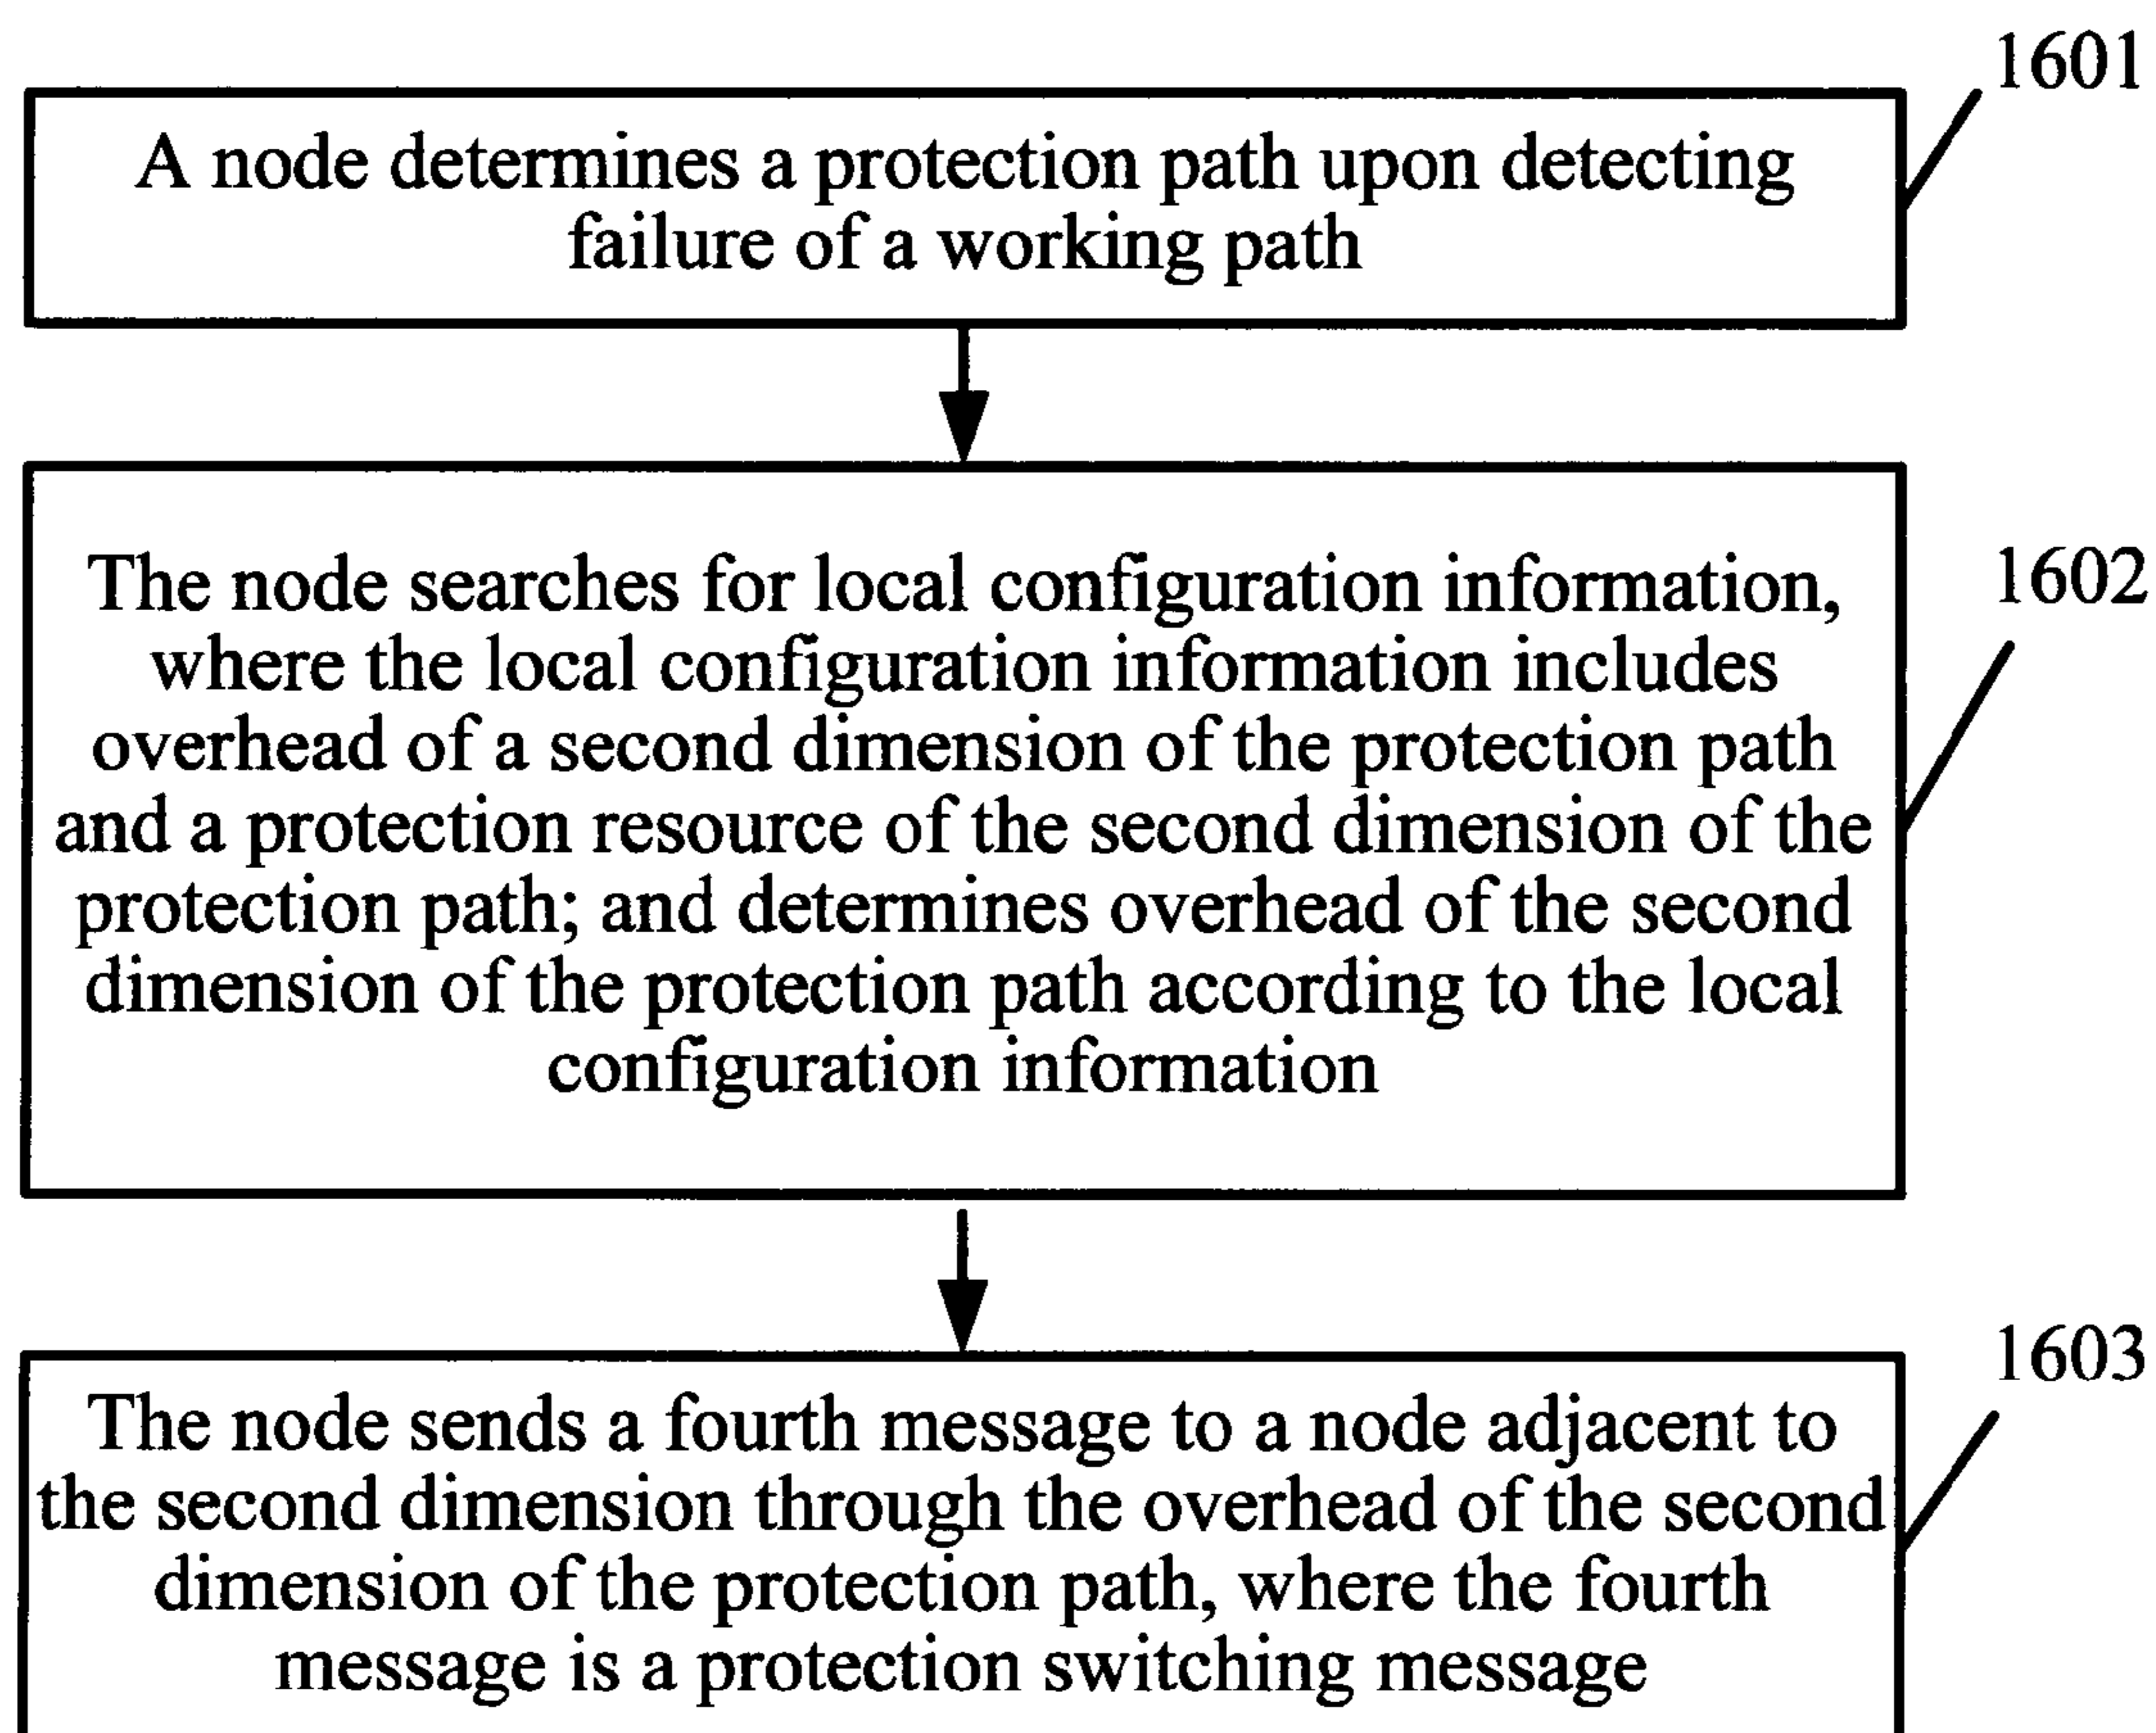 1601
A node determines a protection path upon detecting
failure of a working path
1602
The node searches for local configuration information,
where the local configuration information includes
overhead of a second dimension of the protection path
and a protection resource of the second dimension of the
protection path; and determines overhead of the second
dimension of the protection path according to the local
configuration information
1603
The node sends a fourth message to a node adjacent to
the second dimension through the overhead of the second
dimension of the protection path, where the fourth
message is a protection switching message